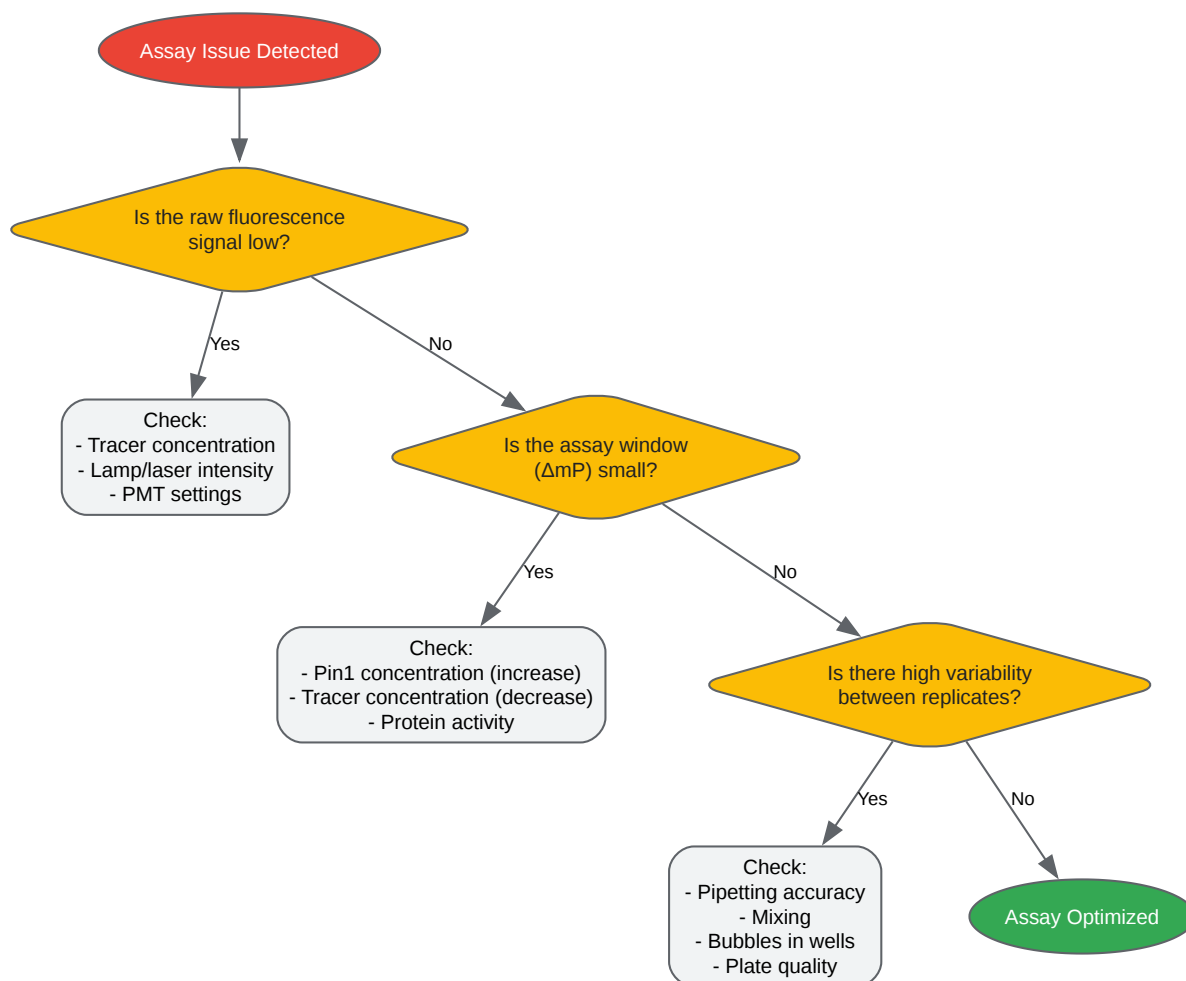 Assay Issue Detected
Is the raw fluorescence
signal low?
Yes
No
Check:
- Tracer concentration
- Lamp/laser intensity
- PMT settings
Is the assay window
(ΔmP) small?
Yes
No
Check:
- Pin1 concentration (increase)
- Tracer concentration (decrease)
- Protein activity
Is there high variability
between replicates?
Yes
No
Check:
- Pipetting accuracy
- Mixing
- Bubbles in wells
- Plate quality
Assay Optimized